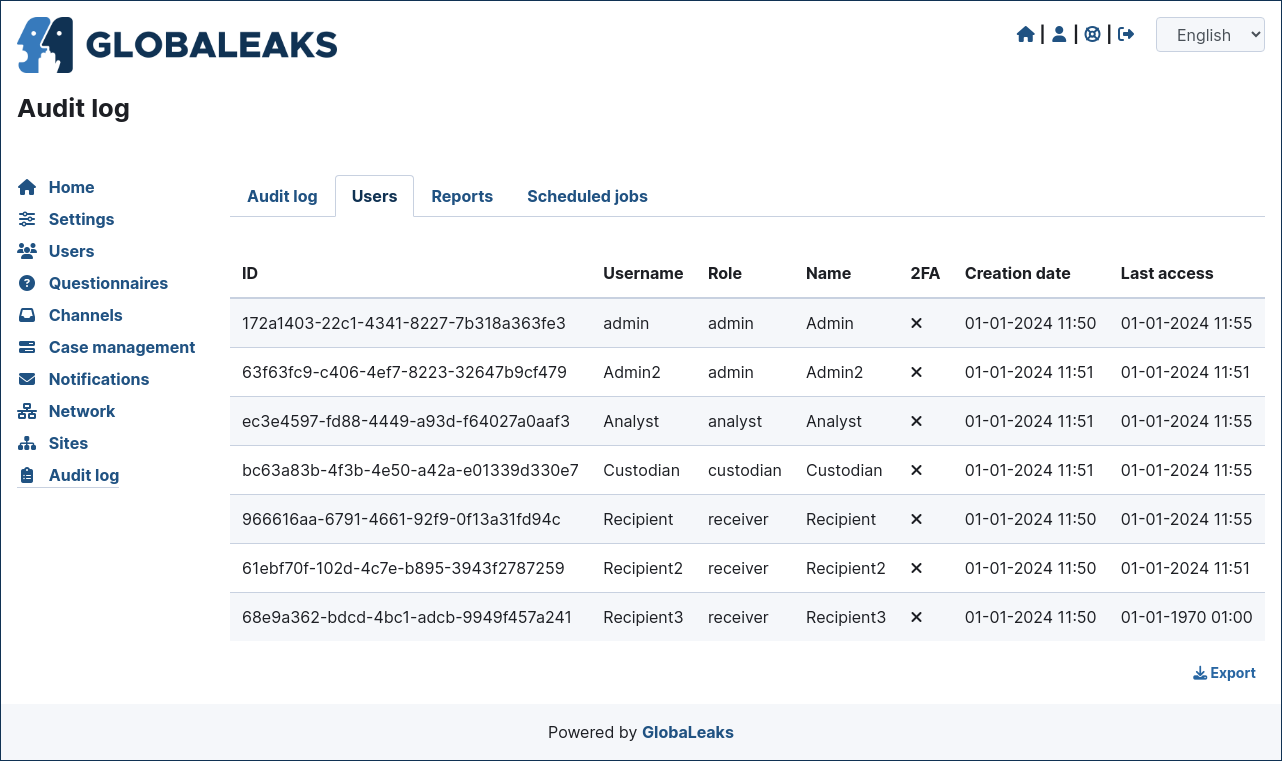 GLOBALEAKS
| | |
English
Audit log
Home
Settings
Users
Questionnaires
Channels
Case management
Notifications
Network
Sites
Audit log
Audit log Users Reports Scheduled jobs
ID Username Role Name 2FA Creation date Last access
172a1403-22c1-4341-8227-7b318a363fe3 admin admin Admin 01-01-2024 11:50 01-01-2024 11:55
63f63fc9-c406-4ef7-8223-32647b9cf479 Admin2 admin Admin2 01-01-2024 11:51 01-01-2024 11:51
ec3e4597-fd88-4449-a93d-f64027a0aaf3 Analyst analyst Analyst 01-01-2024 11:51 01-01-2024 11:55
bc63a83b-4f3b-4e50-a42a-e01339d330e7 Custodian custodian Custodian 01-01-2024 11:51 01-01-2024 11:55
966616aa-6791-4661-92f9-0f13a31fd94c Recipient receiver Recipient 01-01-2024 11:50 01-01-2024 11:55
61ebf70f-102d-4c7e-b895-3943f2787259 Recipient2 receiver Recipient2 01-01-2024 11:50 01-01-2024 11:51
68e9a362-bdcd-4bc1-adcb-9949f457a241 Recipient3 receiver Recipient3 01-01-2024 11:50 01-01-1970 01:00
Export
Powered by GlobaLeaks